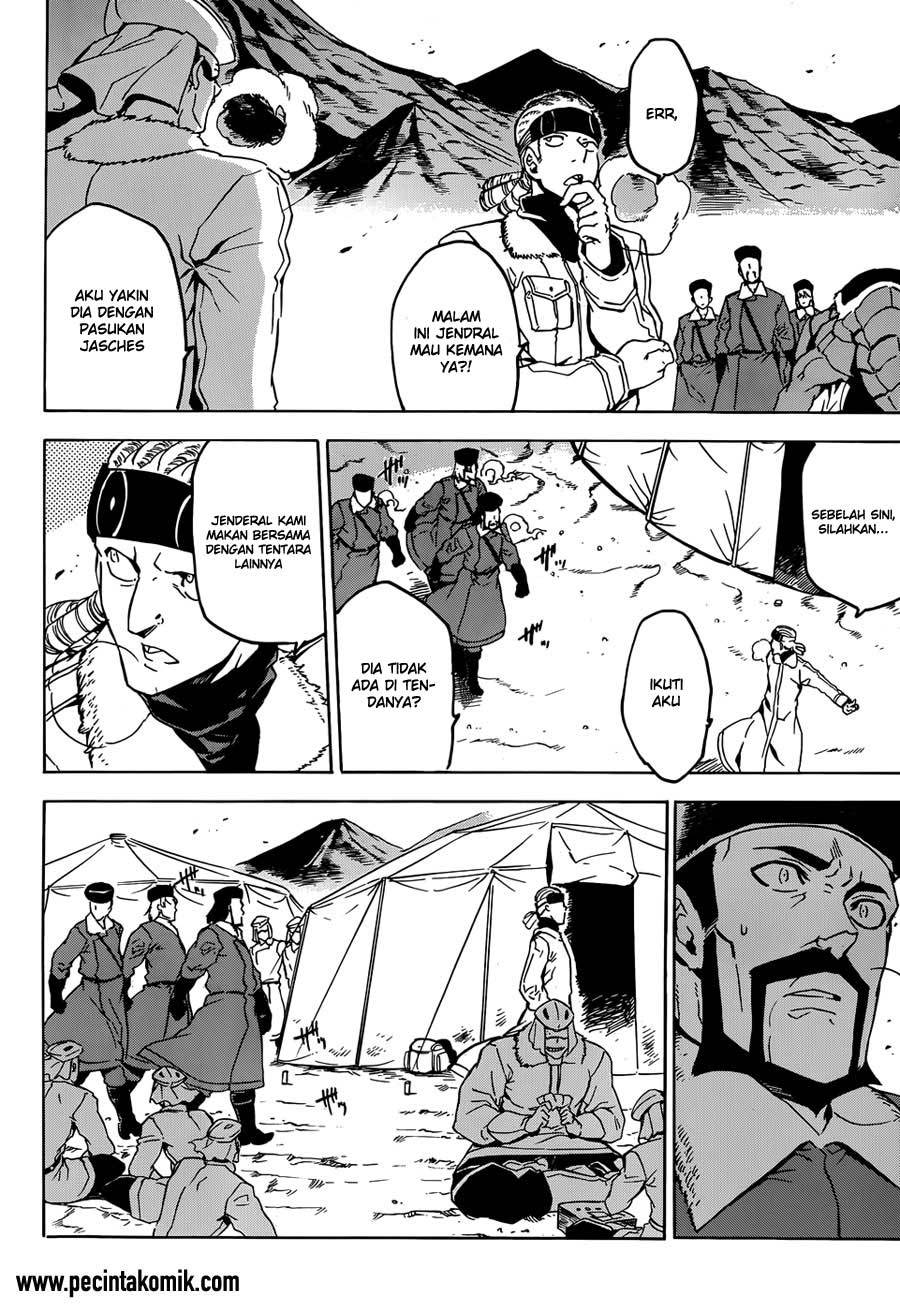 ERR,
MALAM
INI JENDRAL
MAU KEMANA
YA?!
AKU YAKIN
DIA DENGAN
PASUKAN
JASCHES
SEBELAH SINI,
SILAHKAN...
IKUTI
AKU
DIA TIDAK
ADA DI TEN-
DANYA?
JENDERAL KAMI
MAKAN BERSAMA
DENGAN TENTARA
LAINNYA
www.pecintakomik.com